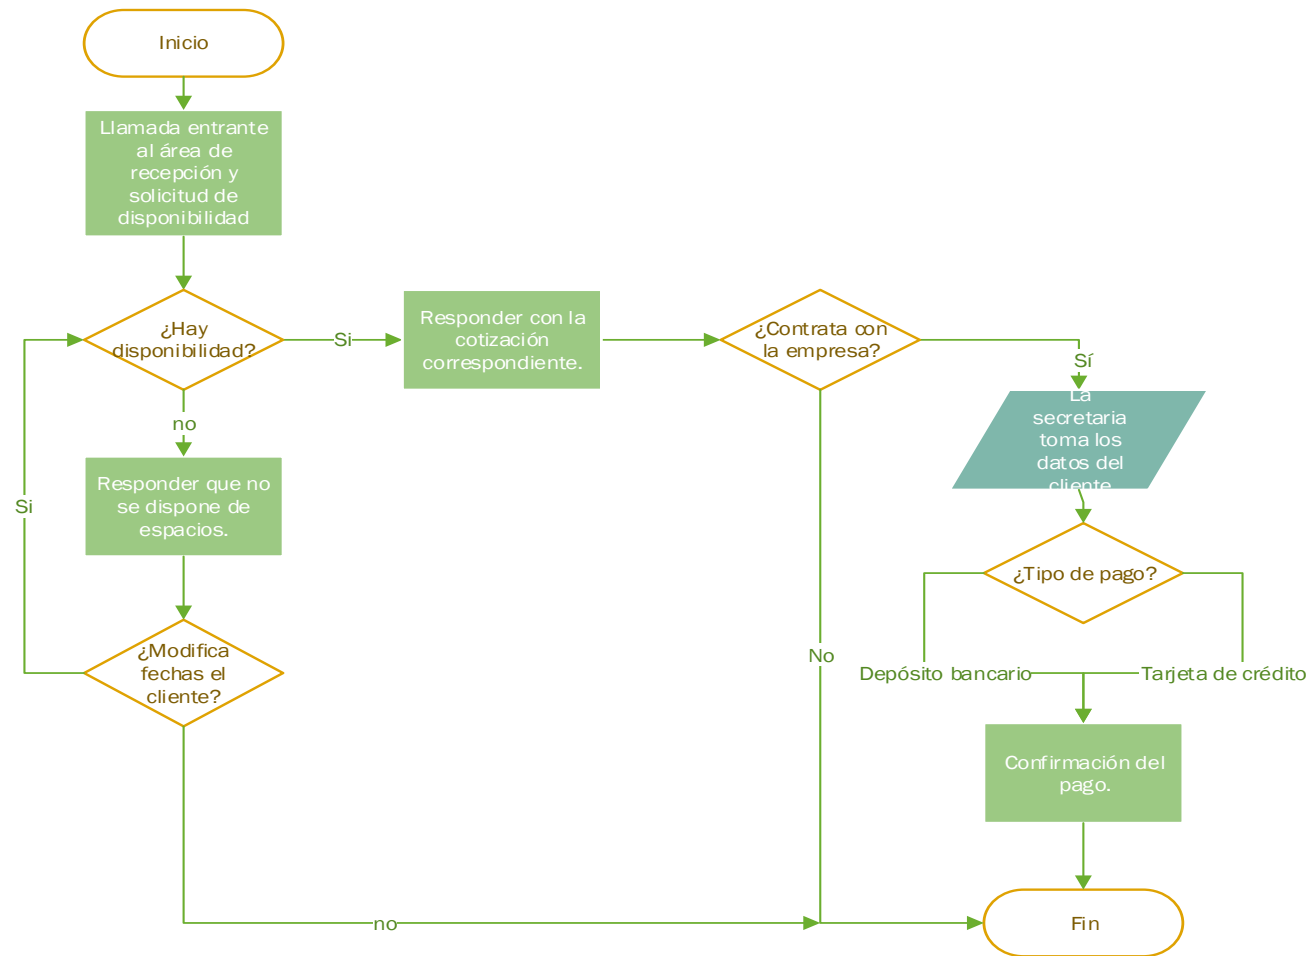 Inicio
Llamada entrante
al área de
recepción y
solicitud de
disponibilidad
¿Hay
disponibilidad?
Si
Responder con la
cotización
correspondiente.
¿Contrata con
la empresa?
Sí
La
secretaria
toma los
datos del
cliente
no
Responder que no
se dispone de
espacios.
Si
¿Modifica
fechas el
cliente?
¿Tipo de pago?
No
Depósito bancario
Tarjeta de crédito
Confirmación del
pago.
no
Fin